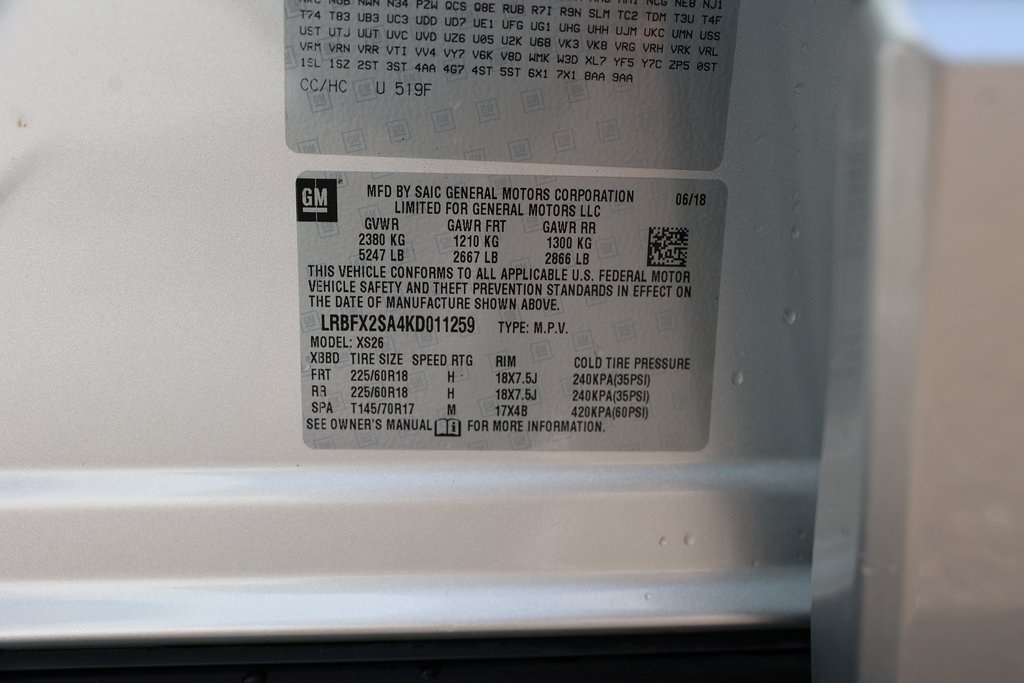 T74 T83 UB3 UC3 UDD UD7 UE1 UFG UG1 UHG UHH UJM UKC UMN USS
UST UTJ UUT UVC UVD UZ6 U05 U2K U68 VK3 VK8 VRG VRH VRK VRL
VRM VRN VRR VTI VV4 VY7 V6K V8D WMK W3D XL7 YF5 Y7C ZP5 0ST
1SL 1SZ 2ST 3ST 4AA 4G7 4ST 5ST 6X1 7X1 8AA 9AA
CC/HC U 519F
GM
MFD BY SAIC GENERAL MOTORS CORPORATION 06/18
LIMITED FOR GENERAL MOTORS LLC
GVWR GAWR FRT GAWR RR
2380 KG 1210 KG 1300 KG
5247 LB 2667 LB 2866 LB
THIS VEHICLE CONFORMS TO ALL APPLICABLE U.S. FEDERAL MOTOR
VEHICLE SAFETY AND THEFT PREVENTION STANDARDS IN EFFECT ON
THE DATE OF MANUFACTURE SHOWN ABOVE.
LRBFX2SA4KD011259 TYPE: M.P.V.
MODEL: XS26
XBBD TIRE SIZE SPEED RTG RIM COLD TIRE PRESSURE
FRT 225/60R18 H 18X7.5J 240KPA(35PSI)
RR 225/60R18 H 18X7.5J 240KPA(35PSI)
SPA T145/70R17 M 17X4B 420KPA(60PSI)
SEE OWNER'S MANUAL FOR MORE INFORMATION.